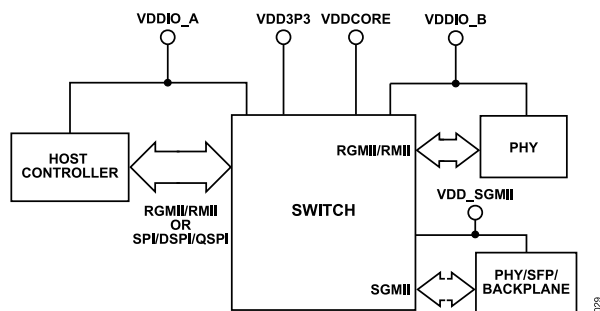 VDDIO_A
VDD3P3
VDDCORE
VDDIO_B
HOST
CONTROLLER
RGMII/RMII
OR
SPI/DSPI/QSPI
SWITCH
RGMII/RMII
PHY
VDD_SGMII
SGMII
PHY/SFP/
BACKPLANE
029